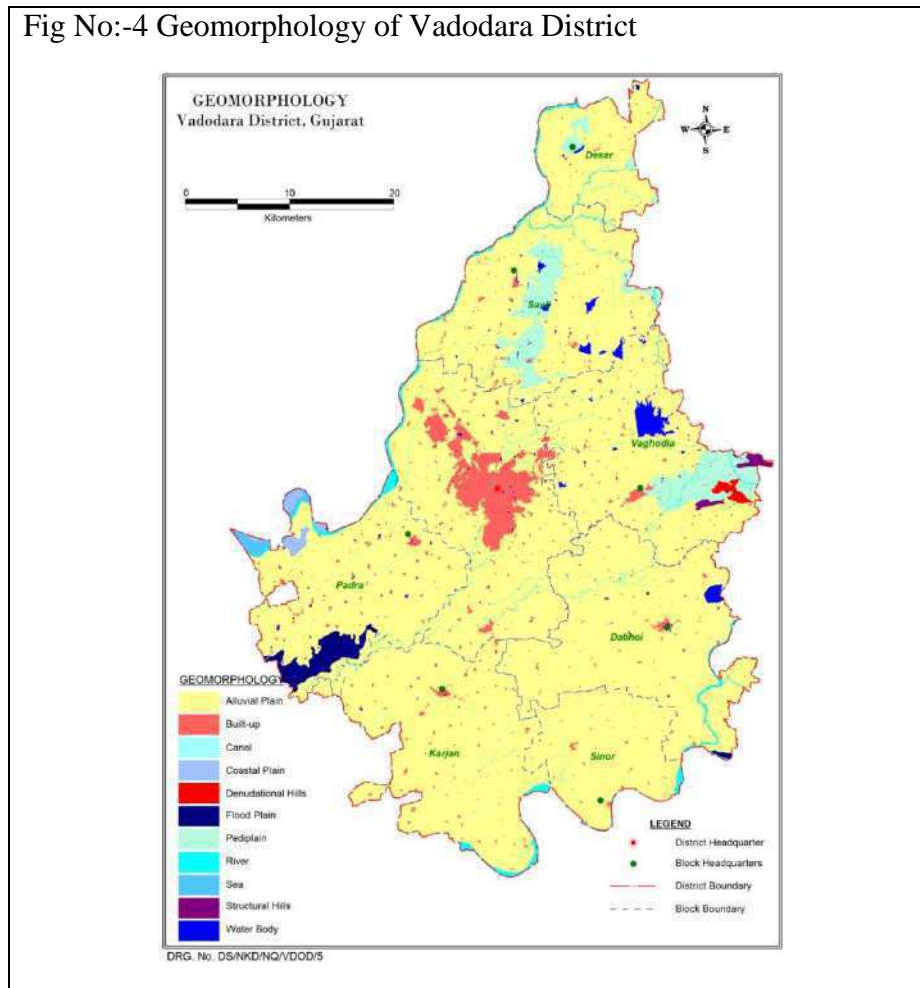 Fig No:-4 Geomorphology of Vadodara District
GEOMORPHOLOGY
Vadodara District, Gujarat
N
W E
S
0 10 20
Kilometers
Desar
Savli
Vaghodia
Padra
Dabhoi
Karjan
Sinor
GEOMORPHOLOGY
Alluvial Plain
Built-up
Canal
Coastal Plain
Denudational Hills
Flood Plain
Pediplain
River
Sea
Structural Hills
Water Body
LEGEND
District Headquarter
Block Headquarters
District Boundary
Block Boundary
DRG. No. DS/NKD/NQ/VDOD/5